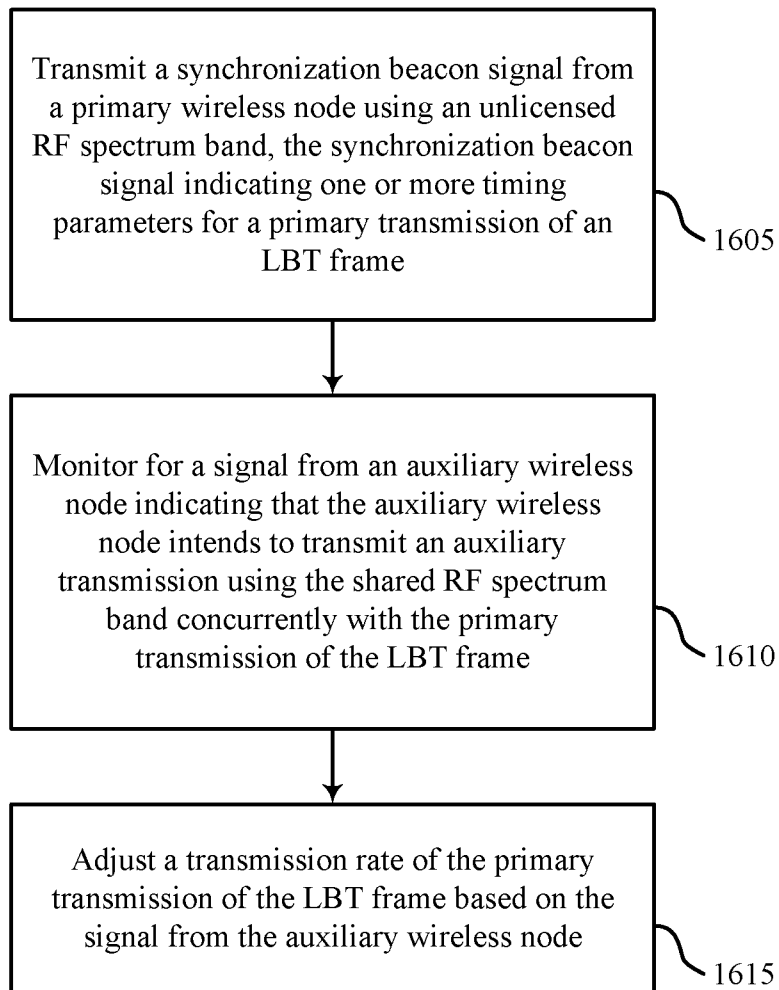 Transmit a synchronization beacon signal from
a primary wireless node using an unlicensed
RF spectrum band, the synchronization beacon
signal indicating one or more timing
parameters for a primary transmission of an
LBT frame
1605
Monitor for a signal from an auxiliary wireless
node indicating that the auxiliary wireless
node intends to transmit an auxiliary
transmission using the shared RF spectrum
band concurrently with the primary
transmission of the LBT frame
1610
Adjust a transmission rate of the primary
transmission of the LBT frame based on the
signal from the auxiliary wireless node
1615